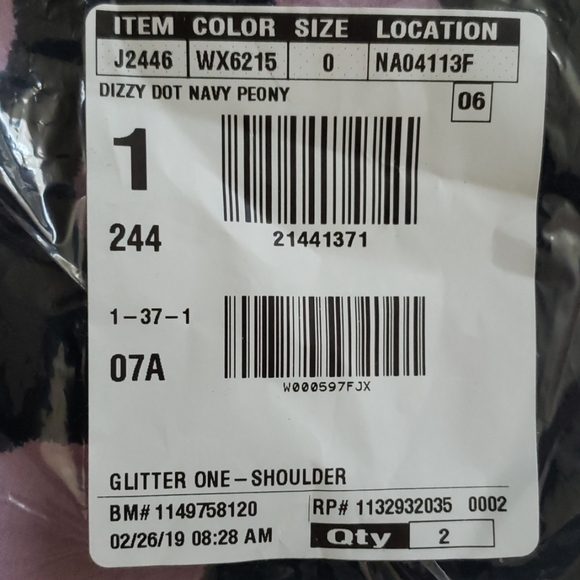 ITEM COLOR SIZE LOCATION
J2446 WX6215 0 NA04113F
DIZZY DOT NAVY PEONY 06
1
244 21441371
1-37-1
07A W000597FJX
GLITTER ONE-SHOULDER
BM# 1149758120 RP# 1132932035 0002
02/26/19 08:28 AM Qty 2